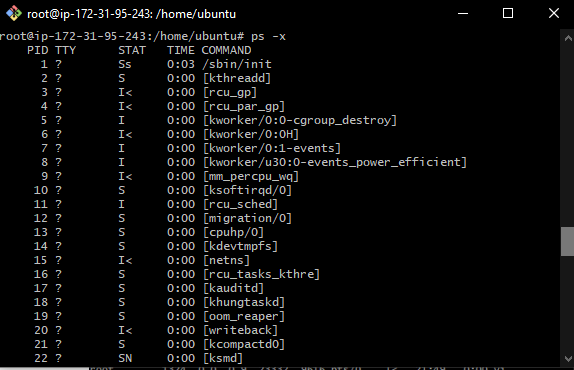 root@ip-172-31-95-243: /home/ubuntu
root@ip-172-31-95-243:/home/ubuntu# ps -x
PID TTY STAT TIME COMMAND
1 ? Ss 0:03 /sbin/init
2 ? S 0:00 [kthreadd]
3 ? I< 0:00 [rcu_gp]
4 ? I< 0:00 [rcu_par_gp]
5 ? I 0:00 [kworker/0:0-cgroup_destroy]
6 ? I< 0:00 [kworker/0:0H]
7 ? I 0:00 [kworker/0:1-events]
8 ? I 0:00 [kworker/u30:0-events_power_efficient]
9 ? I< 0:00 [mm_percpu_wq]
10 ? S 0:00 [ksoftirqd/0]
11 ? I 0:00 [rcu_sched]
12 ? S 0:00 [migration/0]
13 ? S 0:00 [cpuhp/0]
14 ? S 0:00 [kdevtmpfs]
15 ? I< 0:00 [netns]
16 ? S 0:00 [rcu_tasks_kthre]
17 ? S 0:00 [kauditd]
18 ? S 0:00 [khungtaskd]
19 ? S 0:00 [oom_reaper]
20 ? I< 0:00 [writeback]
21 ? S 0:00 [kcompactd0]
22 ? SN 0:00 [ksmd]